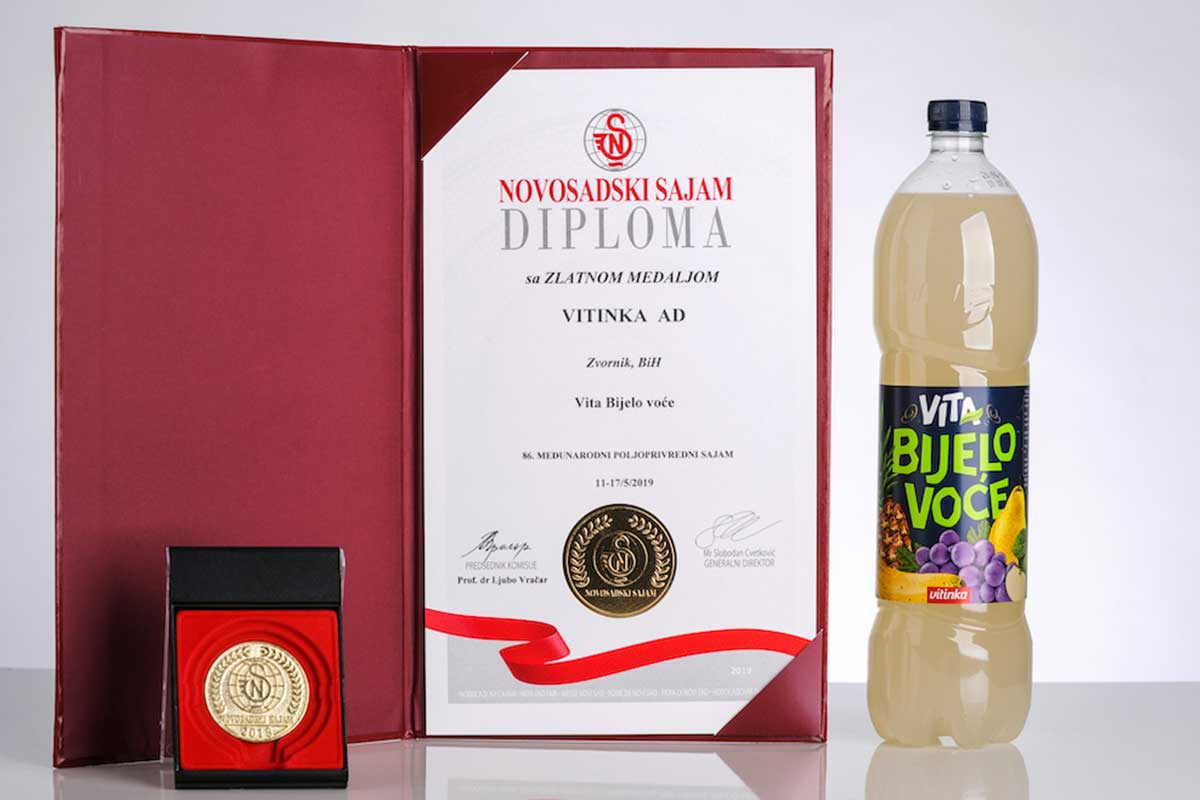 NOVOSADSKI SAJAM
DIPLOMA
sa ZLATNOM MEDALJOM
VITINKA AD
Zvornik, BiH
Vita Bijelo voće
86. MEĐUNARODNI POLJOPRIVREDNI SAJAM
11-17/5/2019
PREDSEDNIK KOMISIJE
Prof. dr Ljubo Vračar
NOVOSADSKI SAJAM
Mr Slobodan Cvetković
GENERALNI DIREKTOR
2019
NOVOSADSKI SAJAM
2019
VITA
BIJELO
VOĆE
vitinka